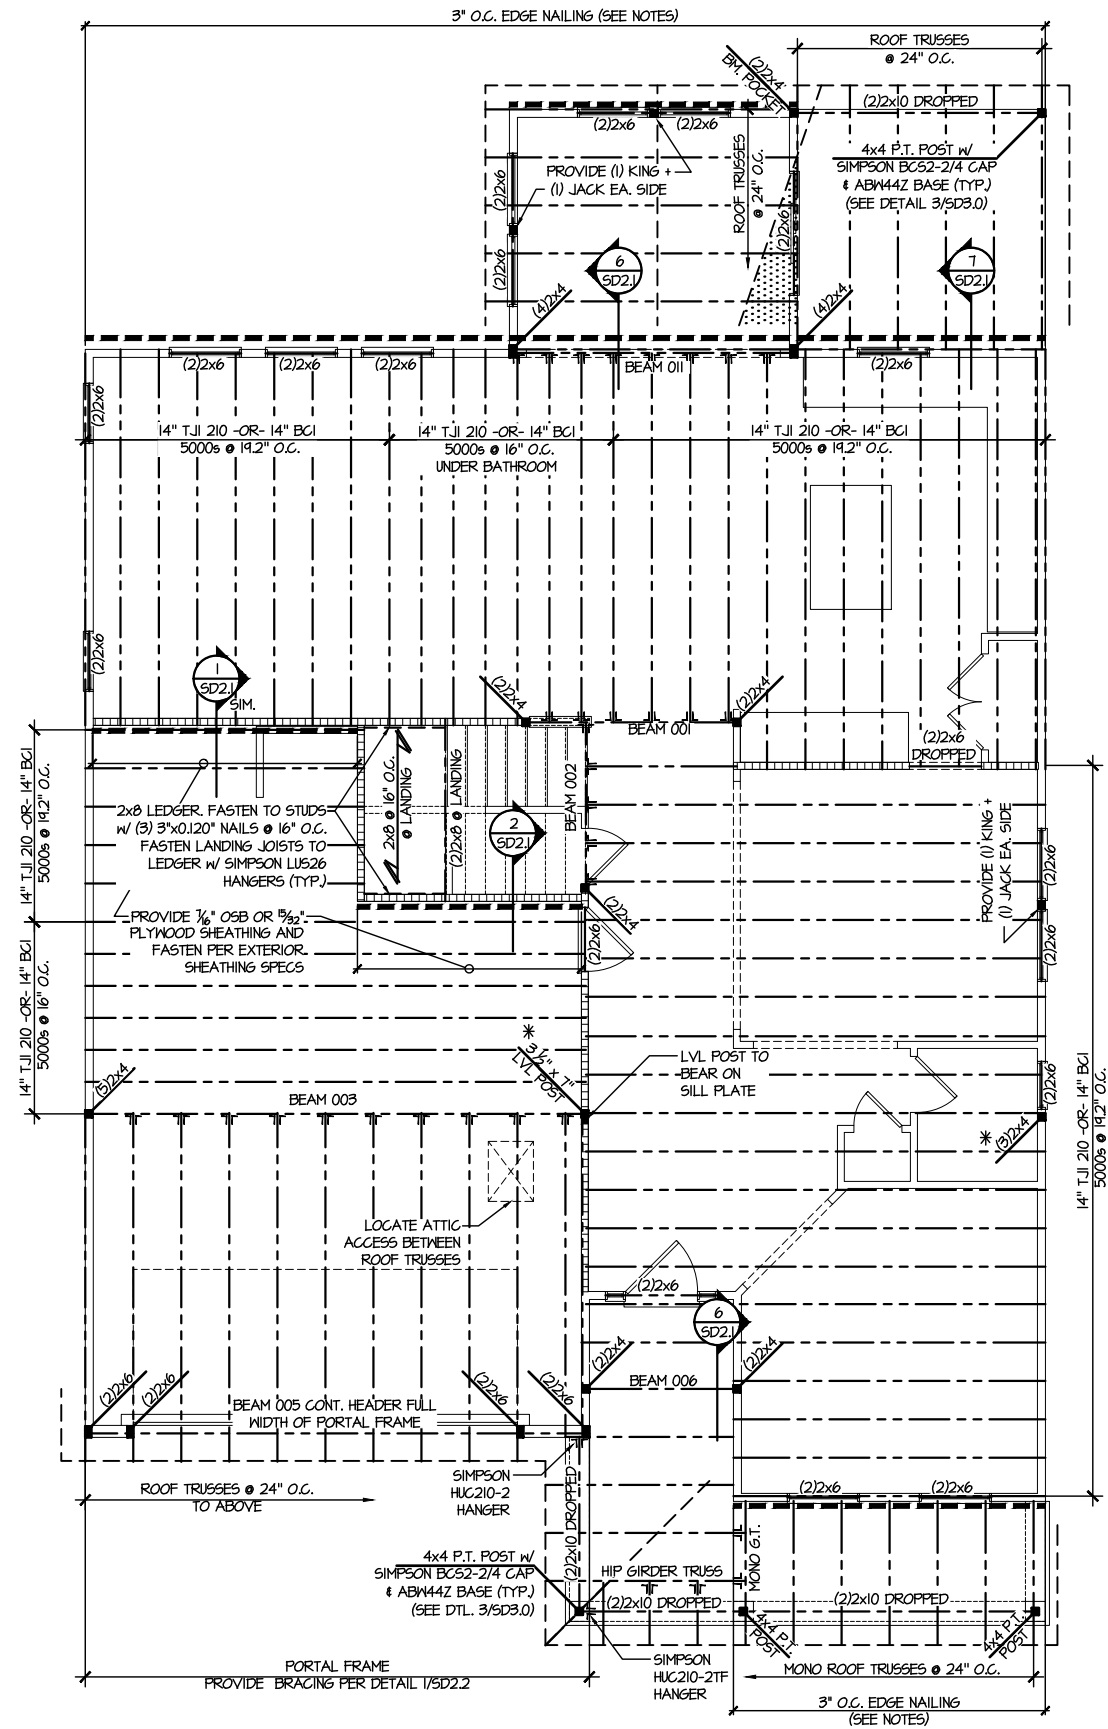 3" O.C. EDGE NAILING (SEE NOTES)
ROOF TRUSSES
@ 24" O.C.
(2)2x4
BM. POCKET
(2)2x10 DROPPED
(2)2x6
(2)2x6
4x4 P.T. POST W/
SIMPSON BCS2-2/4 CAP
& ABW44Z BASE (TYP.)
(SEE DETAIL 3/SD3.0)
PROVIDE (1) KING +
(1) JACK EA. SIDE
ROOF TRUSSES
@ 24" O.C.
(2)2x6
(2)2x6
(2)2x6
6
SD2.1
7
SD2.1
(4)2x4
(4)2x4
(2)2x6
(2)2x6
(2)2x6
BEAM 011
(2)2x6
(2)2x6
14" TJI 210 -OR- 14" BCI
5000s @ 19.2" O.C.
14" TJI 210 -OR- 14" BCI
5000s @ 16" O.C.
UNDER BATHROOM
14" TJI 210 -OR- 14" BCI
5000s @ 19.2" O.C.
(2)2x6
1
SD2.1
SIM.
(2)2x4
(2)2x4
BEAM 001
(2)2x6
DROPPED
14" TJI 210 -OR- 14" BCI
5000s @ 19.2" O.C.
2x8 @ 16" O.C.
@ LANDING
(2)2x8 @ LANDING
BEAM 002
2x8 LEDGER. FASTEN TO STUDS
W/ (3) 3"x0.120" NAILS @ 16" O.C.
FASTEN LANDING JOISTS TO
LEDGER W/ SIMPSON LUS26
HANGERS (TYP.)
2
SD2.1
PROVIDE (1) KING +
(1) JACK EA. SIDE
(2)2x6
(2)2x6
PROVIDE 7/16" OSB OR 15/32"
PLYWOOD SHEATHING AND
FASTEN PER EXTERIOR
SHEATHING SPECS
(2)2x4
(2)2x6
14" TJI 210 -OR- 14" BCI
5000s @ 16" O.C.
* 3 1/2" x 7"
LVL POST
LVL POST TO
BEAR ON
SILL PLATE
(5)2x4
BEAM 003
(2)2x6
* (3)2x4
14" TJI 210 -OR- 14" BCI
5000s @ 19.2" O.C.
LOCATE ATTIC
ACCESS BETWEEN
ROOF TRUSSES
(2)2x6
6
SD2.1
(2)2x4
(2)2x4
BEAM 006
(2)2x6
(2)2x6
(2)2x6
(2)2x6
BEAM 005 CONT. HEADER FULL
WIDTH OF PORTAL FRAME
ROOF TRUSSES @ 24" O.C.
TO ABOVE
SIMPSON
HUC210-2
HANGER
(2)2x10 DROPPED
(2)2x6
(2)2x6
4x4 P.T. POST W/
SIMPSON BCS2-2/4 CAP
& ABW44Z BASE (TYP.)
(SEE DTL. 3/SD3.0)
HIP GIRDER TRUSS
MONO G.T.
(2)2x10 DROPPED
(2)2x10 DROPPED
4x4 P.T.
POST
4x4 P.T.
POST
SIMPSON
HUC210-2TF
HANGER
PORTAL FRAME
PROVIDE BRACING PER DETAIL 1/SD2.2
MONO ROOF TRUSSES @ 24" O.C.
3" O.C. EDGE NAILING
(SEE NOTES)